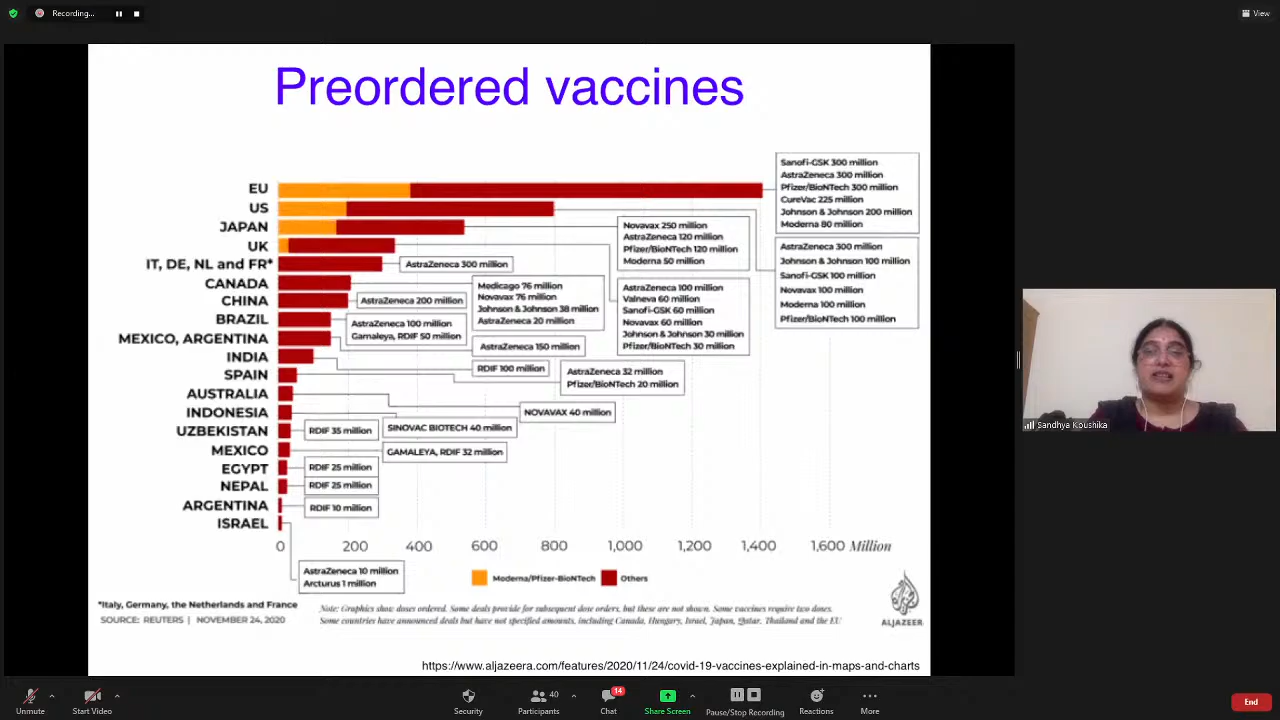 Recording...
View
Preordered vaccines
EU
US
JAPAN
UK
IT, DE, NL and FR*
CANADA
CHINA
BRAZIL
MEXICO, ARGENTINA
INDIA
SPAIN
AUSTRALIA
INDONESIA
UZBEKISTAN
MEXICO
EGYPT
NEPAL
ARGENTINA
ISRAEL
Sanofi-GSK 300 million
AstraZeneca 300 million
Pfizer/BioNTech 300 million
CureVac 225 million
Johnson & Johnson 200 million
Moderna 80 million
AstraZeneca 300 million
Johnson & Johnson 100 million
Sanofi-GSK 100 million
Novavax 100 million
Moderna 100 million
Pfizer/BioNTech 100 million
Novavax 250 million
AstraZeneca 120 million
Pfizer/BioNTech 120 million
Moderna 50 million
AstraZeneca 100 million
Valneva 60 million
Sanofi-GSK 60 million
Novavax 60 million
Johnson & Johnson 30 million
Pfizer/BioNTech 30 million
AstraZeneca 300 million
Medicago 76 million
Novavax 76 million
Johnson & Johnson 38 million
AstraZeneca 20 million
AstraZeneca 200 million
AstraZeneca 100 million
Gamaleya, RDIF 50 million
AstraZeneca 150 million
RDIF 100 million
AstraZeneca 32 million
Pfizer/BioNTech 20 million
NOVAVAX 40 million
SINOVAC BIOTECH 40 million
RDIF 35 million
GAMALEYA, RDIF 32 million
RDIF 25 million
RDIF 25 million
RDIF 10 million
AstraZeneca 10 million
Arcturus 1 million
0 200 400 600 800 1,000 1,200 1,400 1,600 Million
Moderna/Pfizer-BioNTech Others
*Italy, Germany, the Netherlands and France
SOURCE: REUTERS | NOVEMBER 24, 2020
Note: Graphics show doses ordered. Some deals provide for subsequent dose orders, but these are not shown. Some vaccines require two doses.
Some countries have announced deals but have not specified amounts, including Canada, Hungary, Israel, Japan, Qatar, Thailand and the EU
ALJAZEERA
https://www.aljazeera.com/features/2020/11/24/covid-19-vaccines-explained-in-maps-and-charts
Sandhya Koushika
Unmute
Start Video
Security
Participants 40
Chat 14
Share Screen
Pause/Stop Recording
Reactions
More
End